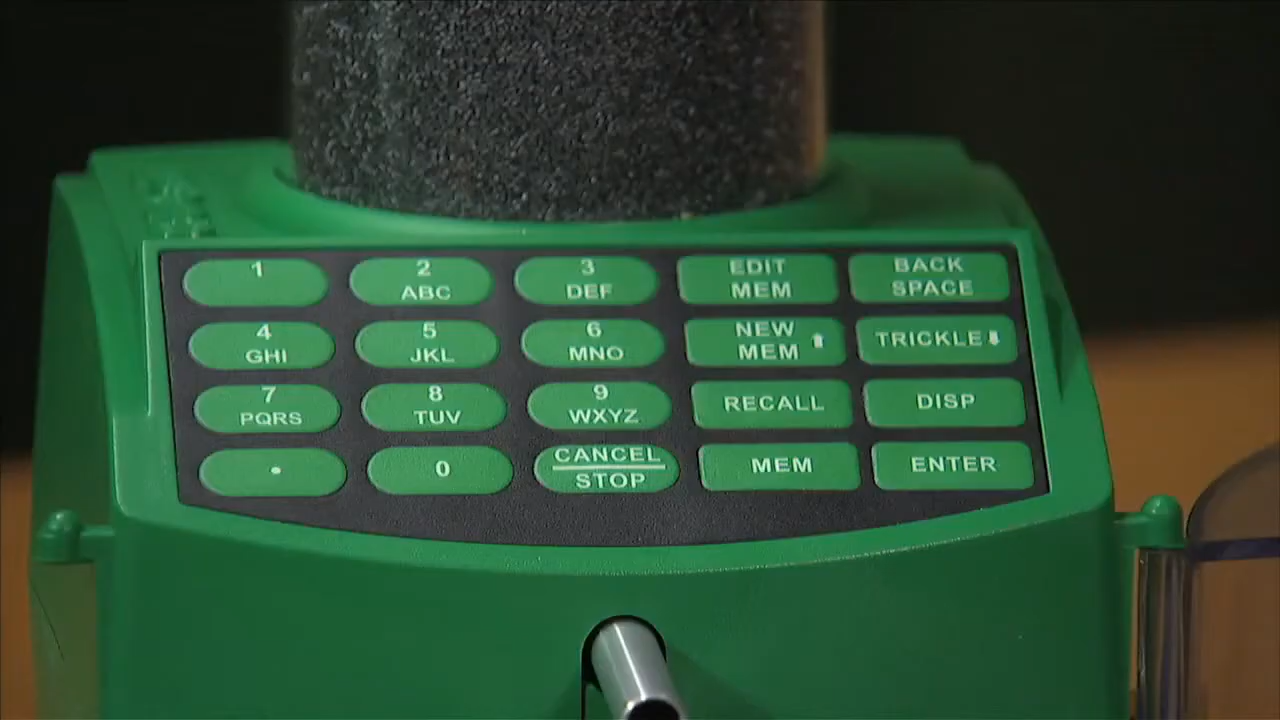 1
2
ABC
3
DEF
EDIT
MEM
BACK
SPACE
4
GHI
5
JKL
6
MNO
NEW
MEM
TRICKLE
7
PQRS
8
TUV
9
WXYZ
RECALL
DISP
.
0
CANCEL
STOP
MEM
ENTER